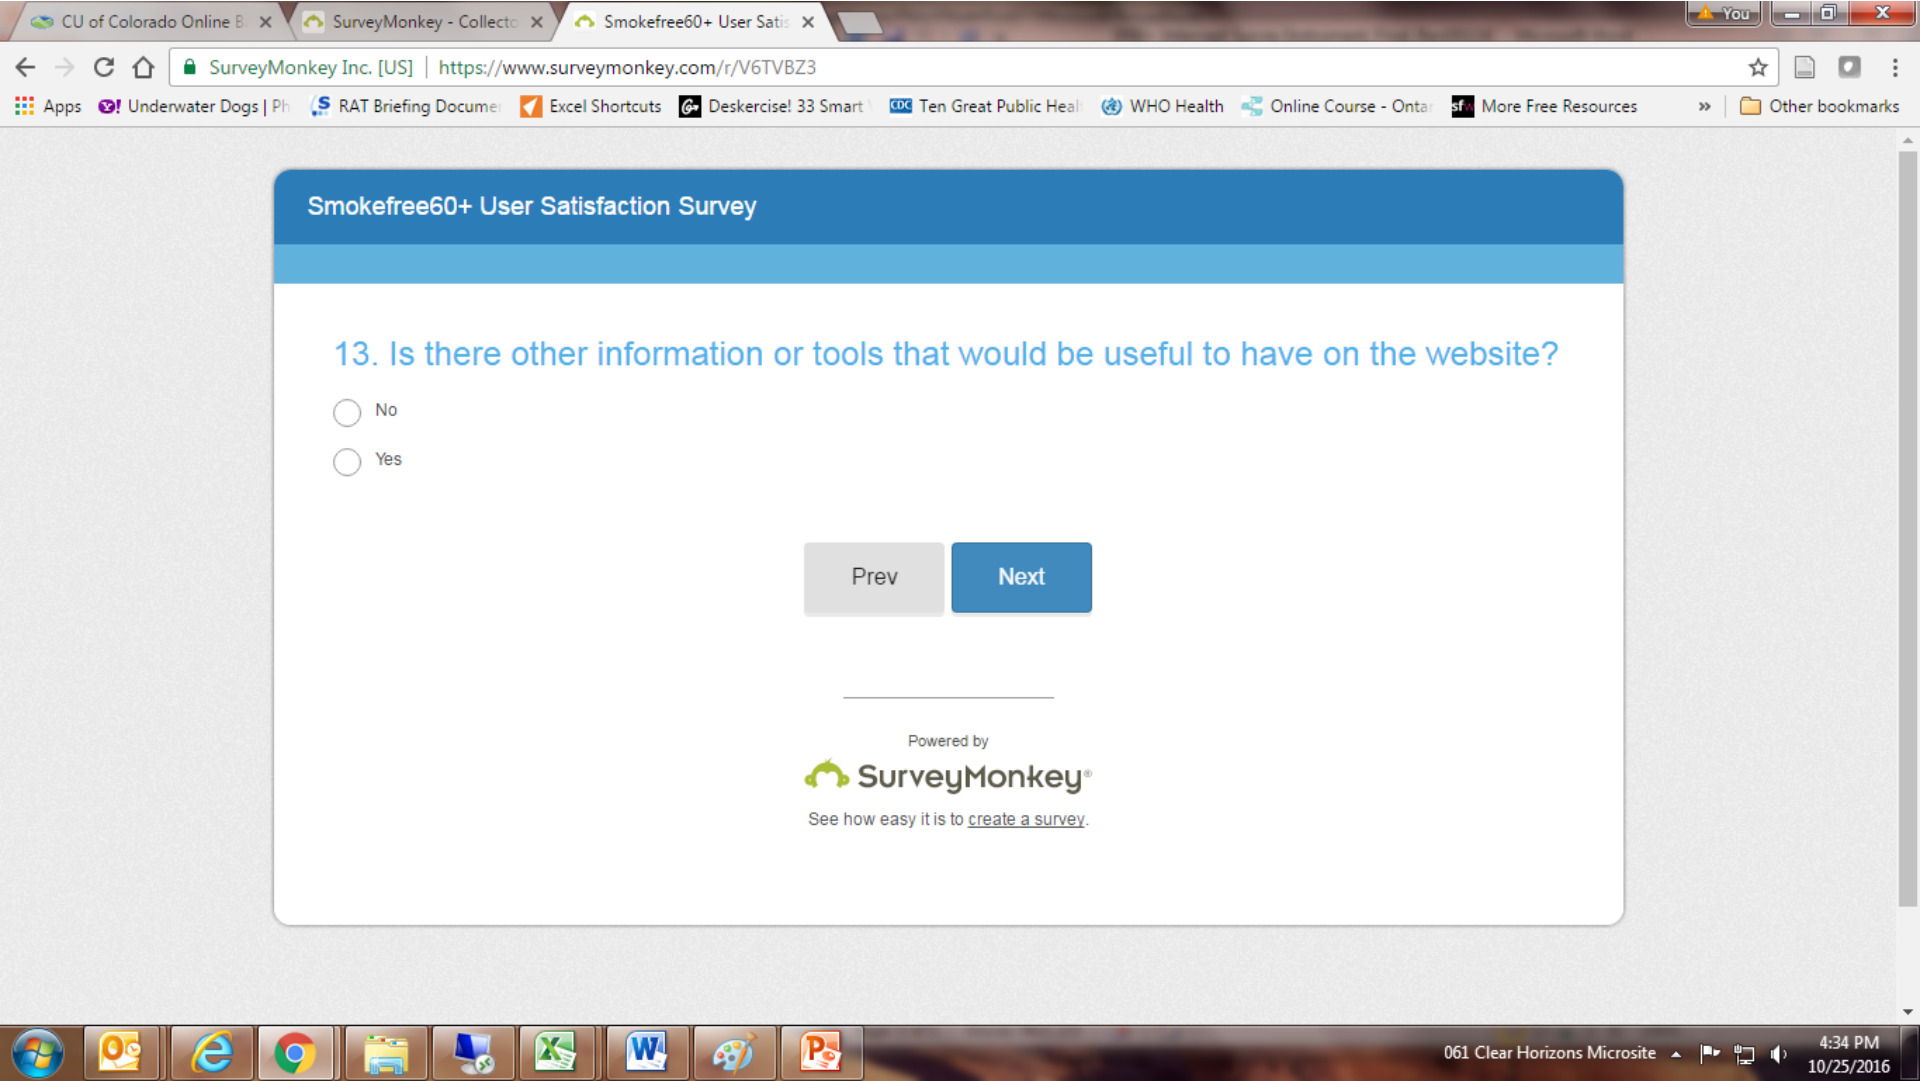 CU of Colorado Online B
SurveyMonkey - Collecto
Smokefree60+ User Satis
You
SurveyMonkey Inc. [US]
https://www.surveymonkey.com/r/V6TVBZ3
Apps
Underwater Dogs | Ph
RAT Briefing Documen
Excel Shortcuts
Deskercise! 33 Smart
CDC
Ten Great Public Heal
WHO Health
Online Course - Ontar
sfw
More Free Resources
»
Other bookmarks
Smokefree60+ User Satisfaction Survey
13. Is there other information or tools that would be useful to have on the website?
No
Yes
Prev
Next
Powered by
SurveyMonkey®
See how easy it is to create a survey.
061 Clear Horizons Microsite
4:34 PM
10/25/2016